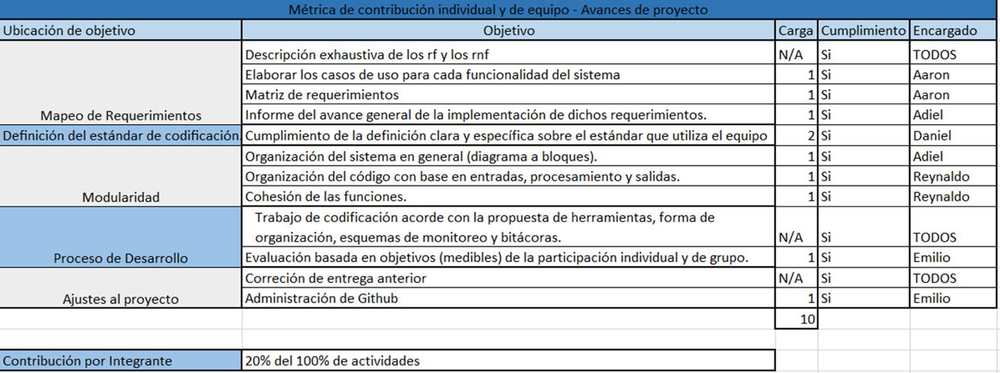 Métrica de contribución individual y de equipo - Avances de proyecto
Ubicación de objetivo Objetivo Carga Cumplimiento Encargado
Descripción exhaustiva de los rf y los rnf N/A Si TODOS
Elaborar los casos de uso para cada funcionalidad del sistema 1 Si Aaron
Matriz de requerimientos 1 Si Aaron
Mapeo de Requerimientos Informe del avance general de la implementación de dichos requerimientos. 1 Si Adiel
Definición del estándar de codificación. Cumplimiento de la definición clara y específica sobre el estándar que utiliza el equipo 2 Si Daniel
Organización del sistema en general (diagrama a bloques). 1 Si Adiel
Organización del código con base en entradas, procesamiento y salidas. 1 Si Reynaldo
Modularidad Cohesión de las funciones. 1 Si Reynaldo
Trabajo de codificación acorde con la propuesta de herramientas, forma de
organización, esquemas de monitoreo y bitácoras. N/A Si TODOS
Proceso de Desarrollo Evaluación basada en objetivos (medibles) de la participación individual y de grupo. 1 Si Emilio
Correción de entrega anterior N/A Si TODOS
Ajustes al proyecto Administración de Github 1 Si Emilio
10
Contribución por Integrante 20% del 100% de actividades